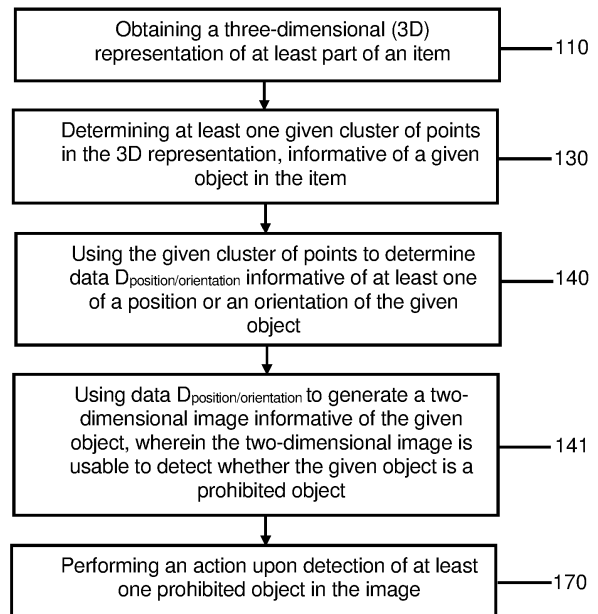 Obtaining a three-dimensional (3D)
representation of at least part of an item
110
Determining at least one given cluster of points
in the 3D representation, informative of a given
object in the item
130
Using the given cluster of points to determine
data Dposition/orientation informative of at least one
of a position or an orientation of the given
object
140
Using data Dposition/orientation to generate a two-
dimensional image informative of the given
object, wherein the two-dimensional image is
usable to detect whether the given object is a
prohibited object
141
Performing an action upon detection of at least
one prohibited object in the image
170